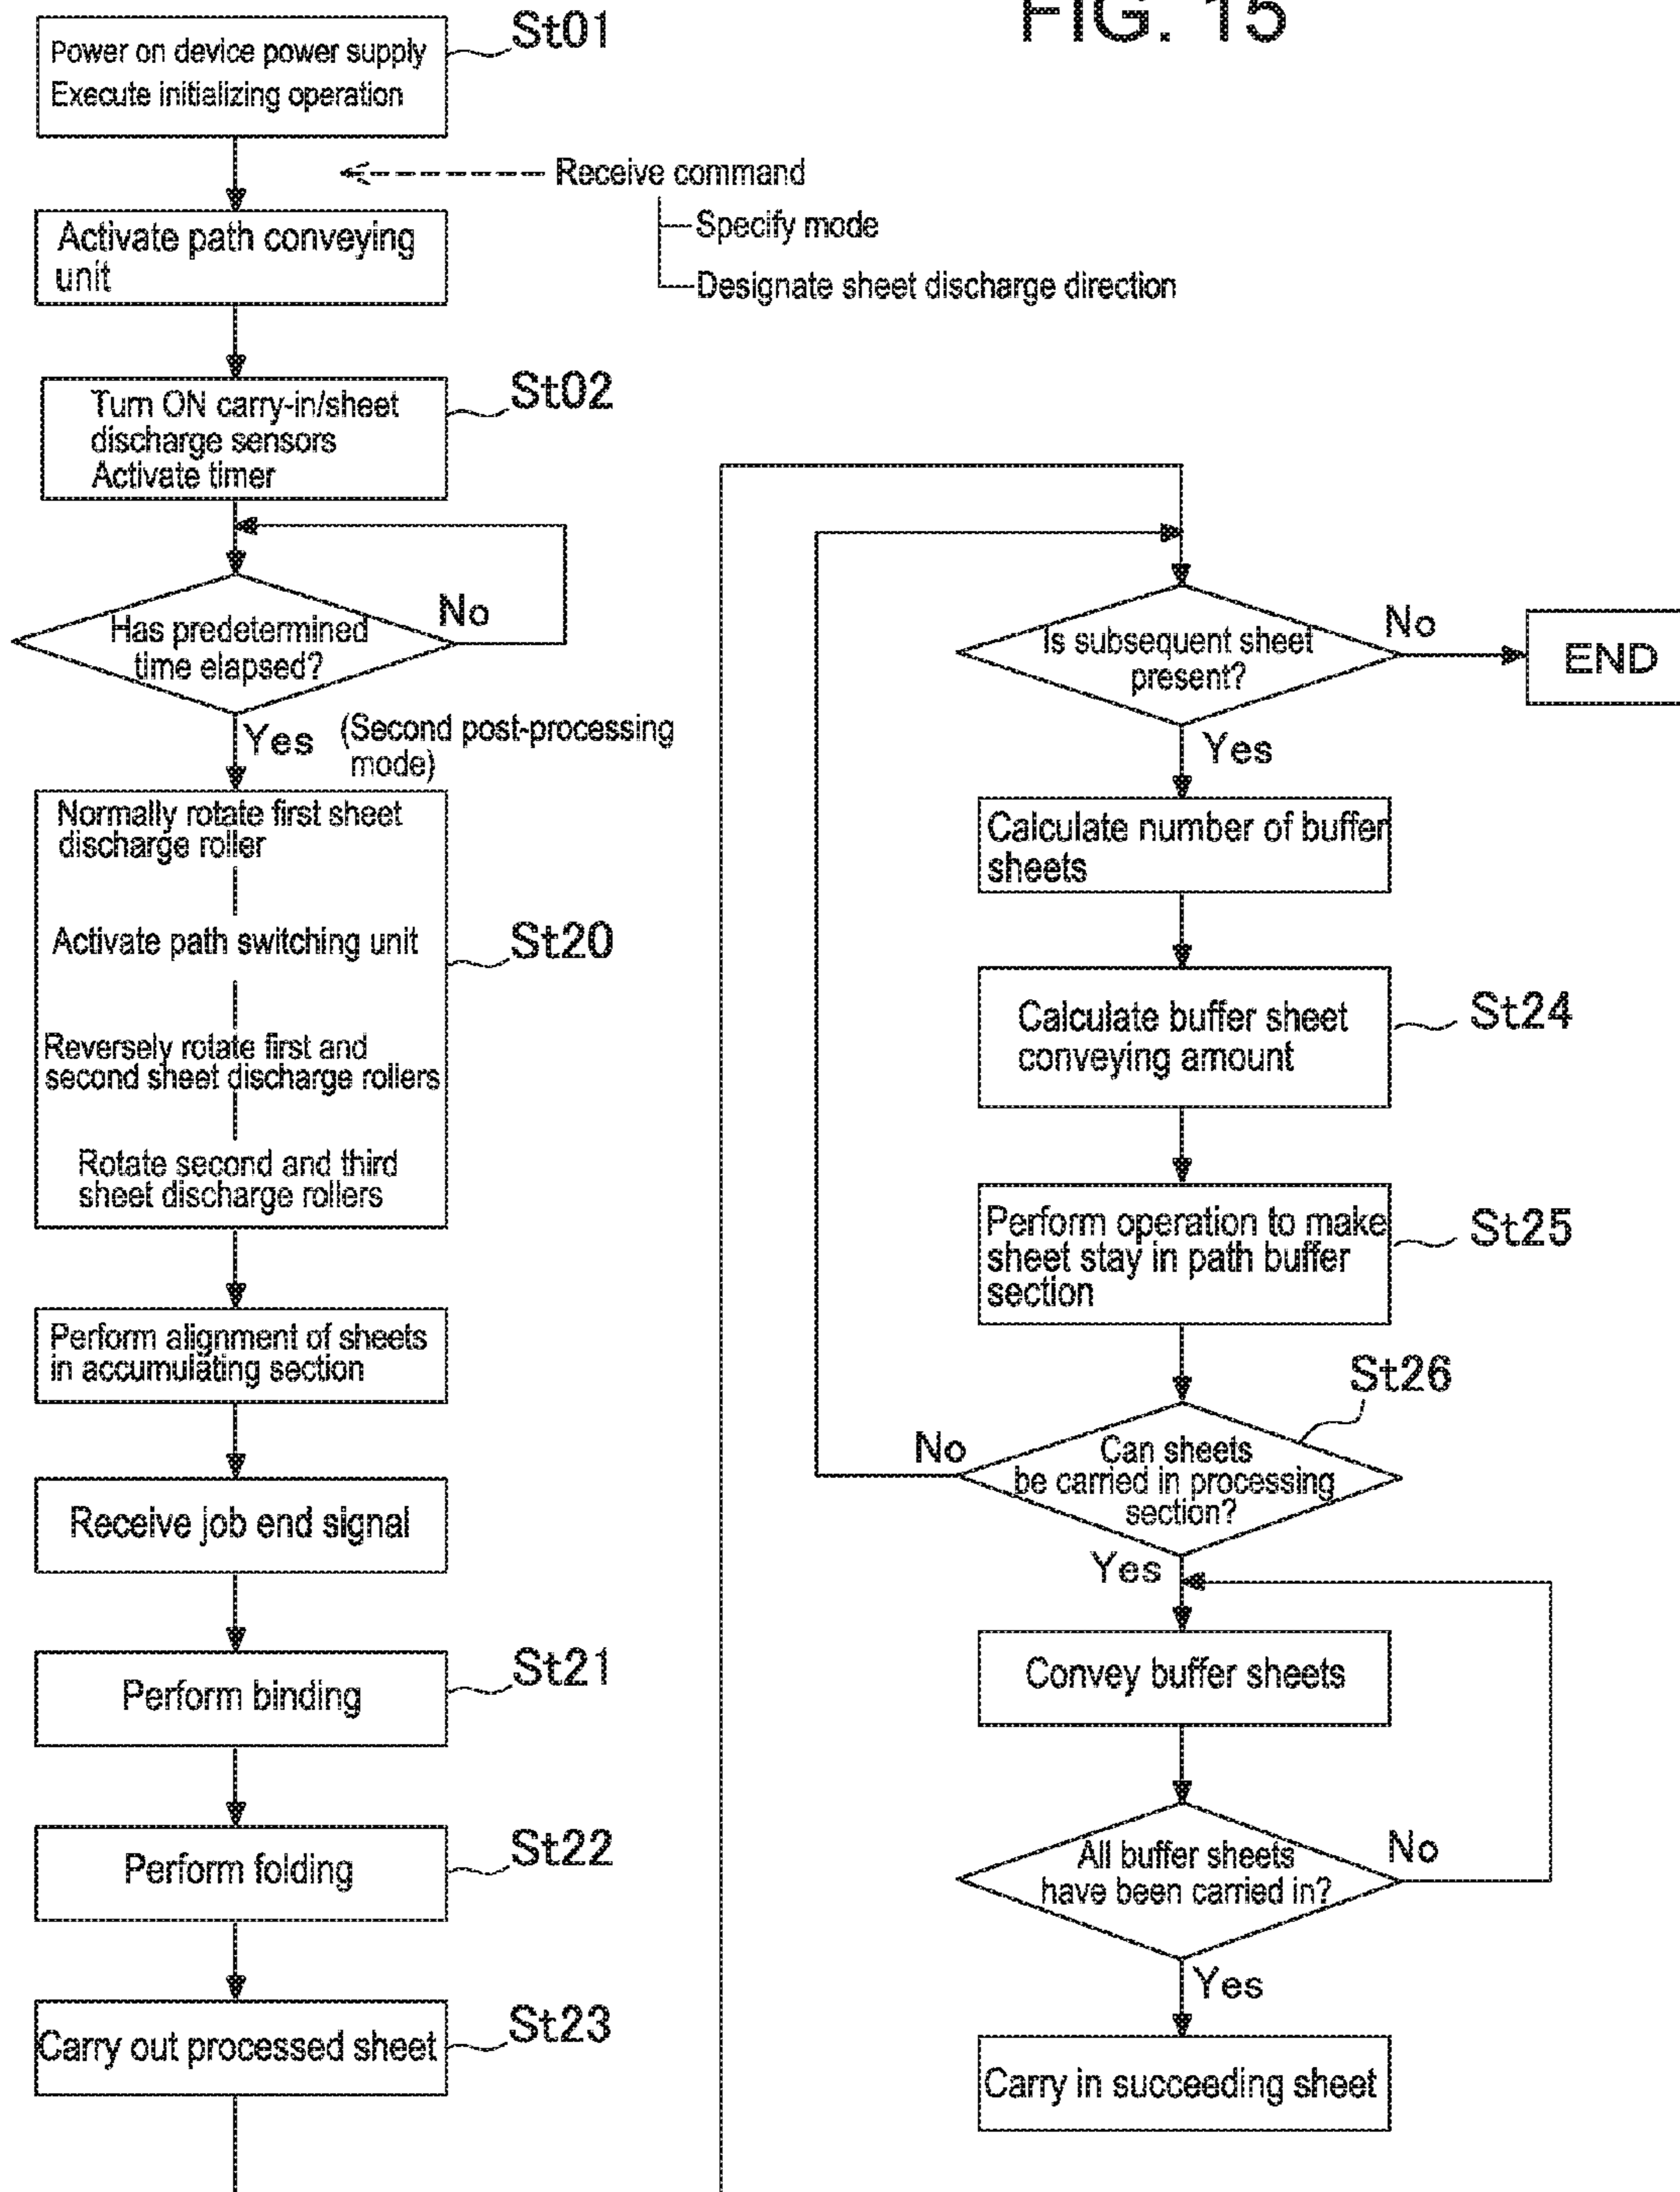 FIG. 15
Power on device power supply
Execute initializing operation
St01
Receive command
Specify mode
Designate sheet discharge direction
Activate path conveying
unit
Turn ON carry-in/sheet
discharge sensors
Activate timer
St02
Has predetermined
time elapsed?
No
Yes
(Second post-processing
mode)
Normally rotate first sheet
discharge roller
Activate path switching unit
Reversely rotate first and
second sheet discharge rollers
Rotate second and third
sheet discharge rollers
St20
Perform alignment of sheets
in accumulating section
Receive job end signal
Perform binding
St21
Perform folding
St22
Carry out processed sheet
St23
Is subsequent sheet
present?
No
END
Yes
Calculate number of buffer
sheets
Calculate buffer sheet
conveying amount
St24
Perform operation to make
sheet stay in path buffer
section
St25
St26
Can sheets
be carried in processing
section?
No
Yes
Convey buffer sheets
All buffer sheets
have been carried in?
No
Yes
Carry in succeeding sheet